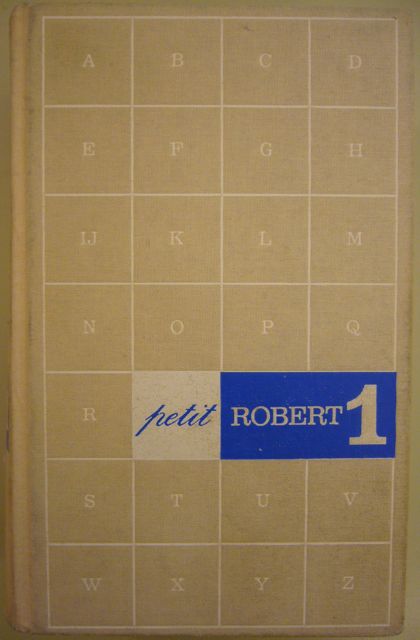 A B C D
E F G H
IJ K L M
N O P Q
R petit ROBERT 1
S T U V
W X Y Z